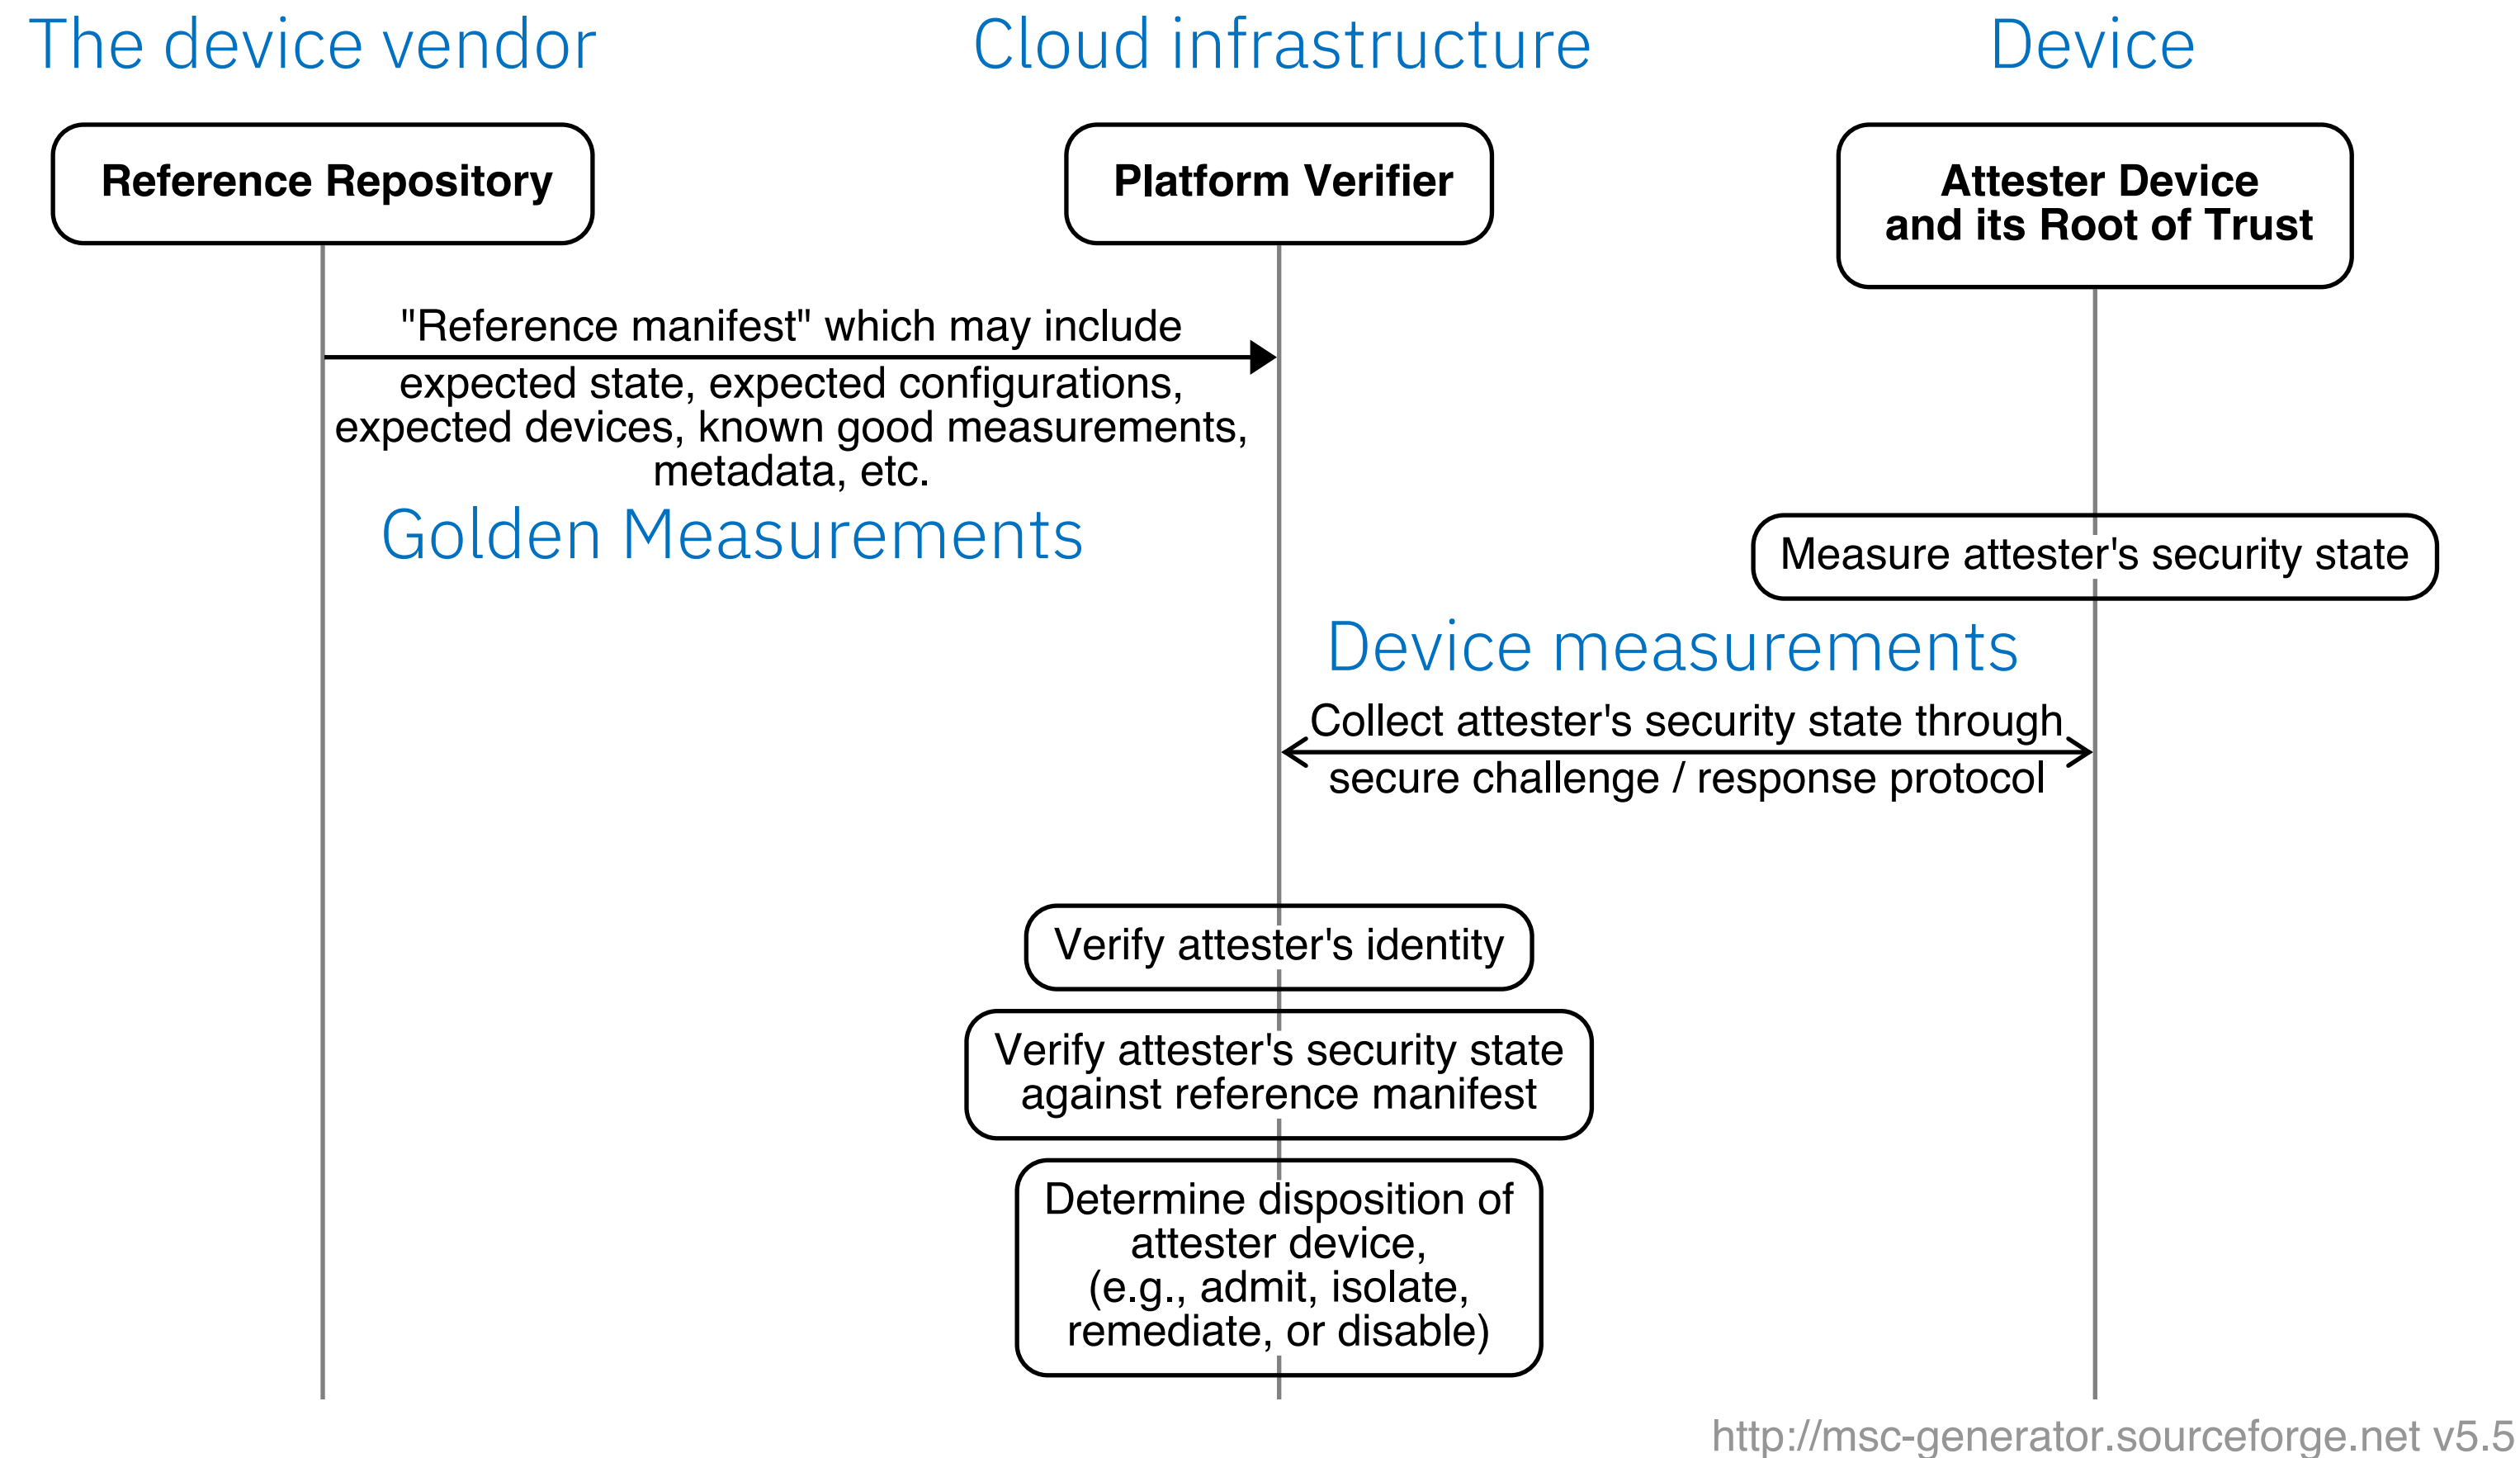 The device vendor
Cloud infrastructure
Device
Reference Repository
Platform Verifier
Attester Device
and its Root of Trust
"Reference manifest" which may include
expected state, expected configurations,
expected devices, known good measurements,
metadata, etc.
Golden Measurements
Measure attester's security state
Device measurements
Collect attester's security state through
secure challenge / response protocol
Verify attester's identity
Verify attester's security state
against reference manifest
Determine disposition of
attester device,
(e.g., admit, isolate,
remediate, or disable)
http://msc-generator.sourceforge.net v5.5